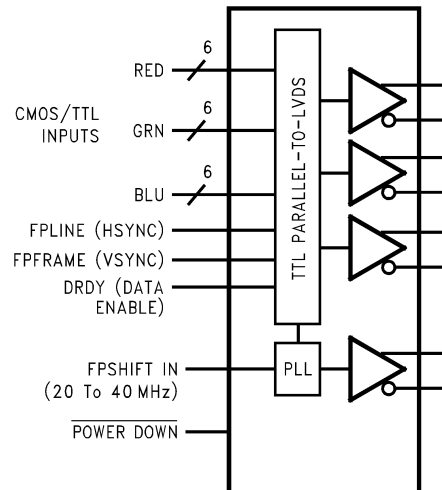 6
RED
6
CMOS/TTL
INPUTS
GRN
6
BLU
FPLINE (HSYNC)
FPFRAME (VSYNC)
DRDY (DATA
ENABLE)
TTL PARALLEL-TO-LVDS
FPSHIFT IN
(20 To 40 MHz)
PLL
POWER DOWN